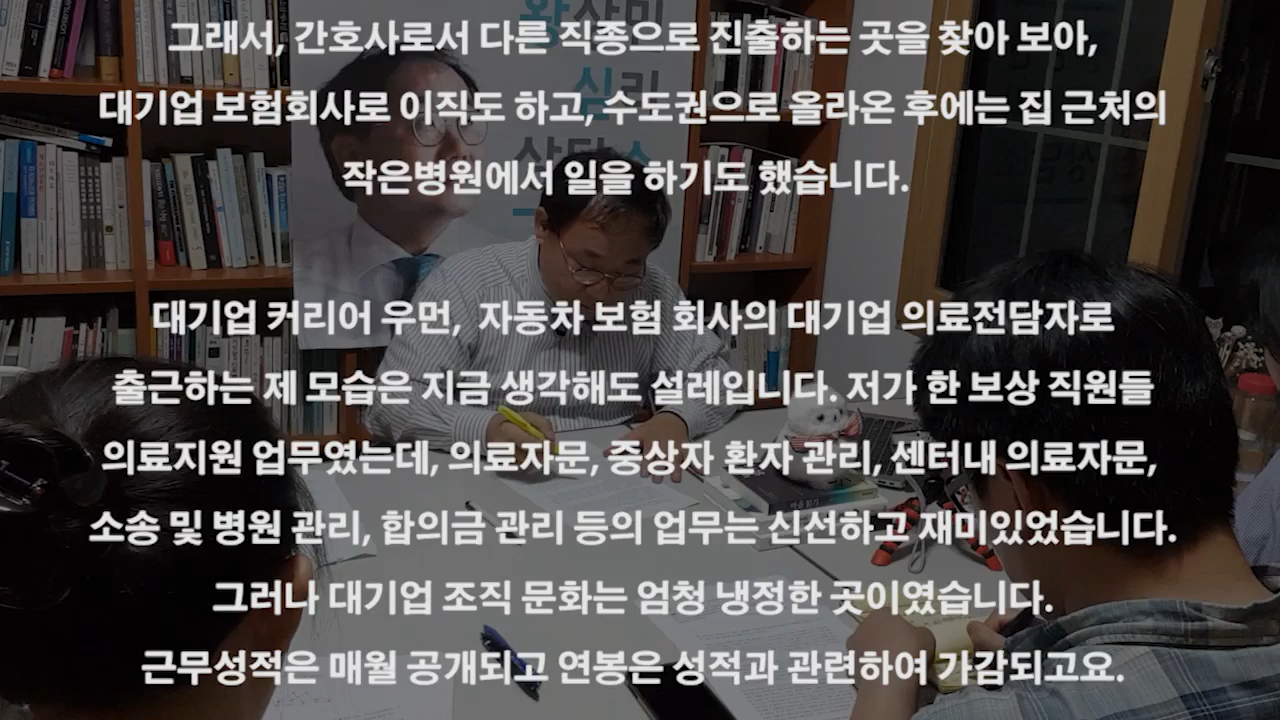 그래서, 간호사로서 다른 직종으로 진출하는 곳을 찾아 보아,
대기업 보험회사로 이직도 하고, 수도권으로 올라온 후에는 집 근처의
작은병원에서 일을 하기도 했습니다.
대기업 커리어 우먼, 자동차 보험 회사의 대기업 의료전담자로
출근하는 제 모습은 지금 생각해도 설레입니다. 저가 한 보상 직원들
의료지원 업무였는데, 의료자문, 중상자 환자 관리, 센터내 의료자문,
소송 및 병원 관리, 합의금 관리 등의 업무는 신선하고 재미있었습니다.
그러나 대기업 조직 문화는 엄청 냉정한 곳이였습니다.
근무성적은 매월 공개되고 연봉은 성적과 관련하여 가감되고요.